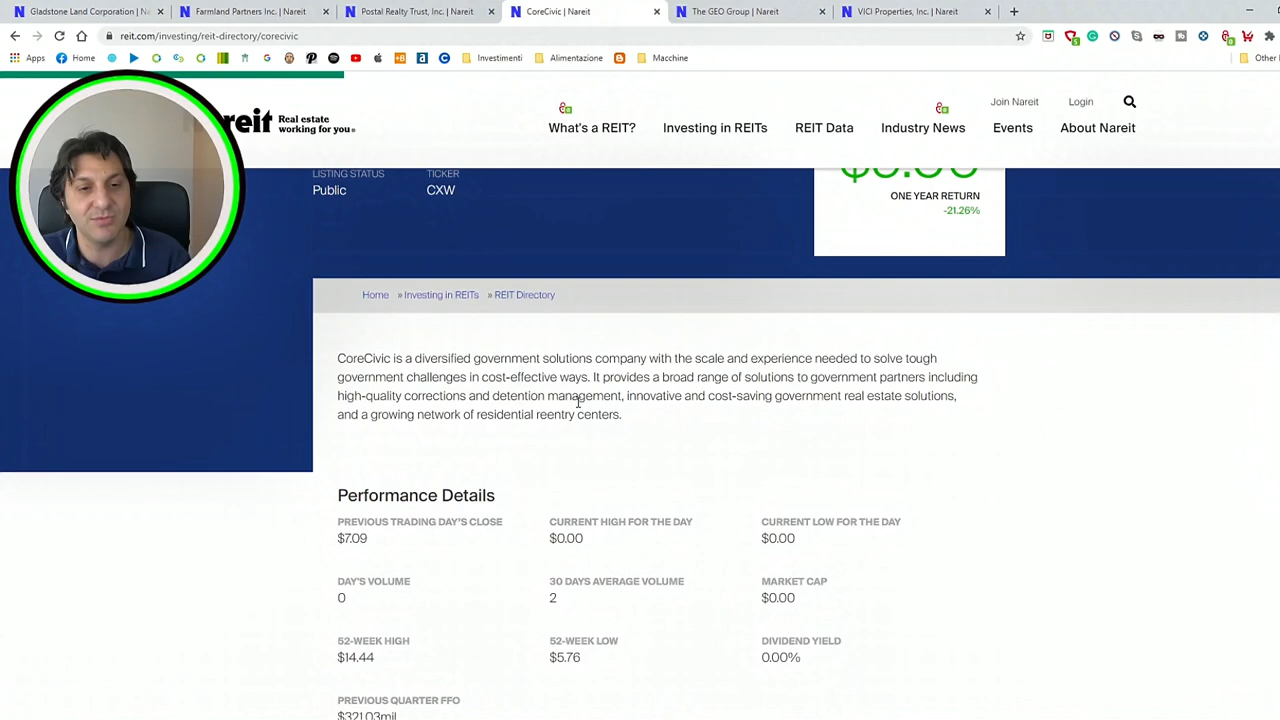 Gladstone Land Corporation | Na
Farmland Partners Inc. | Nareit
Postal Realty Trust, Inc. | Nareit
CoreCivic | Nareit
The GEO Group | Nareit
VICI Properties, Inc. | Nareit
reit.com/investing/reit-directory/corecivic
Apps
Home
Investimenti
Alimentazione
Macchine
Other
Join Nareit
Login
reit
Real estate
working for you.
What's a REIT?
Investing in REITs
REIT Data
Industry News
Events
About Nareit
LISTING STATUS
TICKER
Public
CXW
ONE YEAR RETURN
-21.26%
Home » Investing in REITs » REIT Directory
CoreCivic is a diversified government solutions company with the scale and experience needed to solve tough
government challenges in cost-effective ways. It provides a broad range of solutions to government partners including
high-quality corrections and detention management, innovative and cost-saving government real estate solutions,
and a growing network of residential reentry centers.
Performance Details
PREVIOUS TRADING DAY'S CLOSE
CURRENT HIGH FOR THE DAY
CURRENT LOW FOR THE DAY
$7.09
$0.00
$0.00
DAY'S VOLUME
30 DAYS AVERAGE VOLUME
MARKET CAP
0
2
$0.00
52-WEEK HIGH
52-WEEK LOW
DIVIDEND YIELD
$14.44
$5.76
0.00%
PREVIOUS QUARTER FFO
$321.03mil